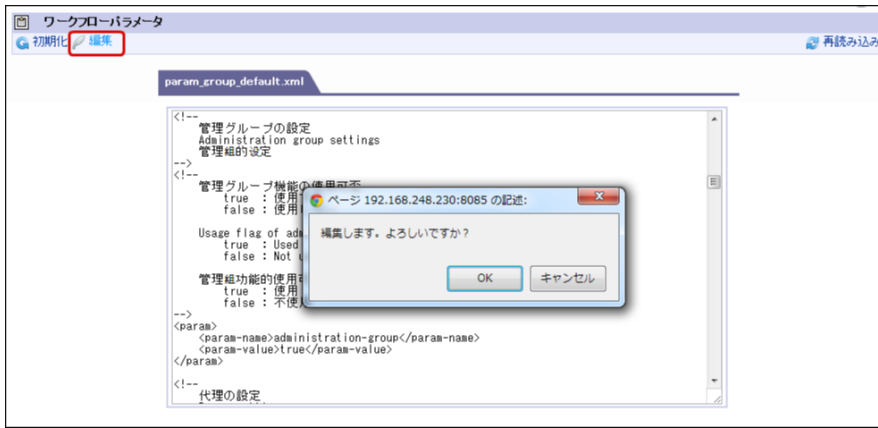 ワークフローパラメータ
初期化 編集 再読み込み
param_group_default.xml
<!--
管理グループの設定
Administration group settings
管理組的设定
-->
<!--
管理グループ機能の使用可否
true : 使用
false : 使用
Usage flag of adm
true : Used
false : Not
管理組功能的使用
true : 使用
false : 不使
-->
<param>
<param-name>administration-group</param-name>
<param-value>true</param-value>
</param>
<!--
代理の設定
ページ 192.168.248.230:8085 の記述:
編集します。よろしいですか？
OK キャンセル